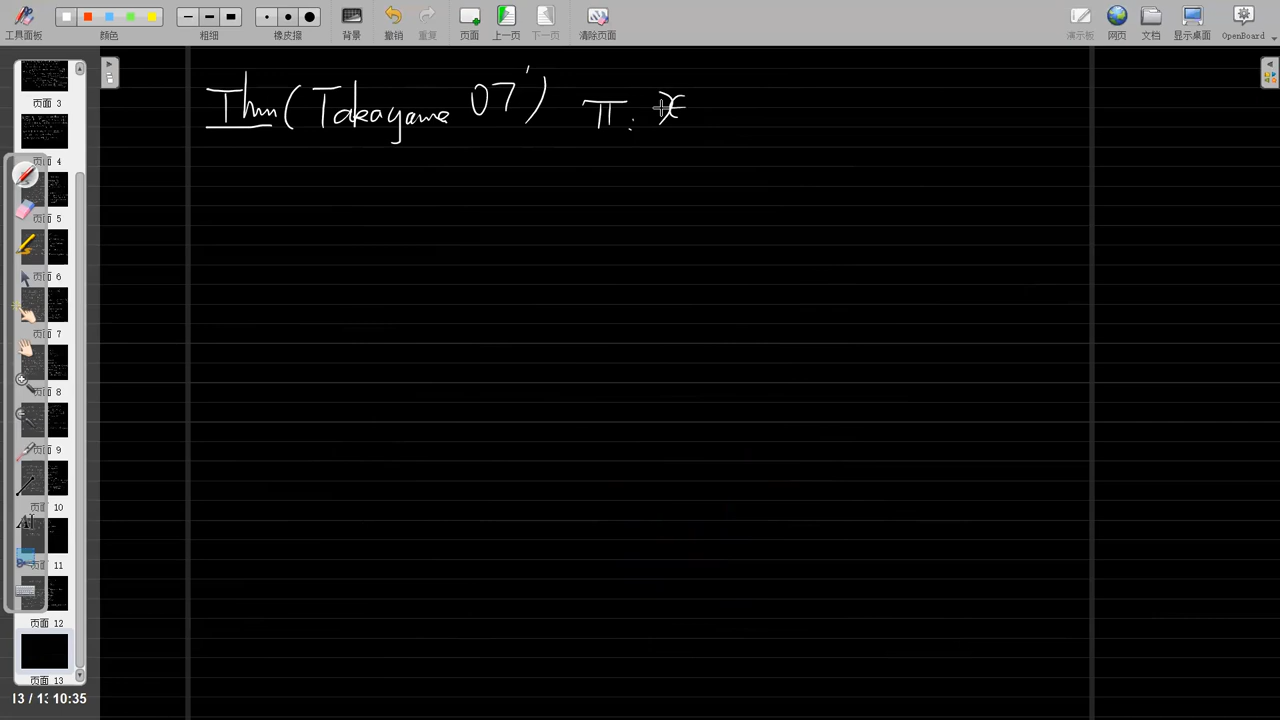 工具面板 颜色 粗细 橡皮擦 背景 撤销 重复 页面 上一页 下一页 清除页面 演示板 网页 文档 显示桌面 OpenBoard
Thm (Takayama 07') π: 𝒳
页面 3
页面 4
页面 5
页面 6
页面 7
页面 8
页面 9
页面 10
页面 11
页面 12
页面 13
13 / 13 10:35